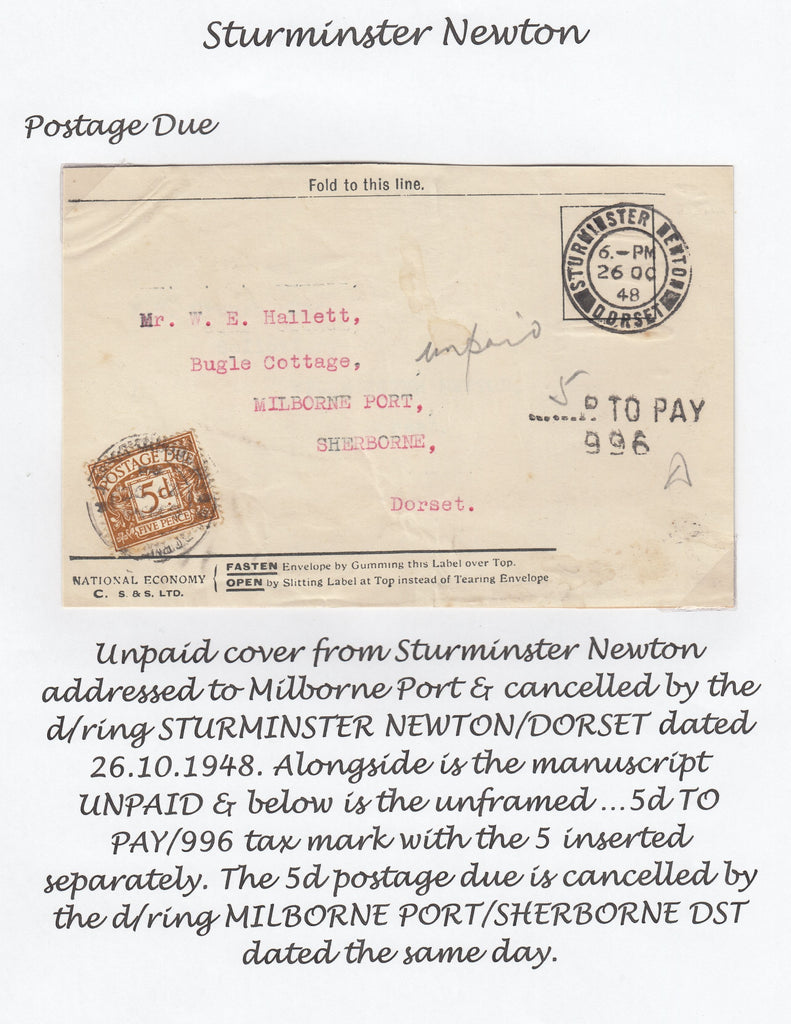 Sturminster Newton
Postage Due
Fold to this line.
STURMINSTER NEWTON
6.-PM
26 OC
48
DORSET
Mr. W. E. Hallett,
Bugle Cottage,
MILBORNE PORT,
SHERBORNE,
Dorset.
unpaid
5
........D TO PAY
996
POSTAGE DUE
5d
FIVE PENCE
NATIONAL ECONOMY
C. S. & S. LTD.
FASTEN Envelope by Gumming this Label over Top.
OPEN by Slitting Label at Top instead of Tearing Envelope
Unpaid cover from Sturminster Newton
addressed to Milborne Port & cancelled by the
d/ring STURMINSTER NEWTON/DORSET dated
26.10.1948. Alongside is the manuscript
UNPAID & below is the unframed ...5d TO
PAY/996 tax mark with the 5 inserted
separately. The 5d postage due is cancelled by
the d/ring MILBORNE PORT/SHERBORNE DST
dated the same day.